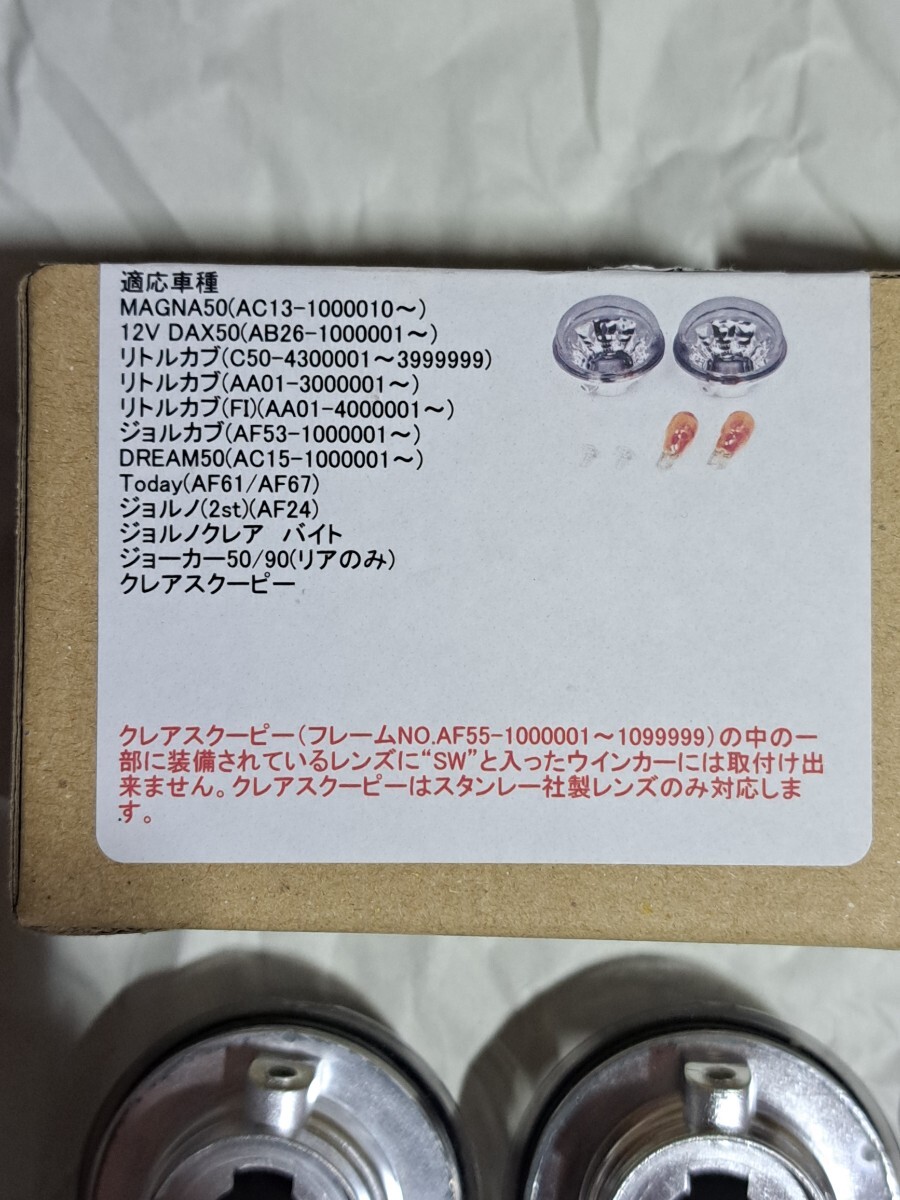 適応車種
MAGNA50(AC13-1000010～)
12V DAX50(AB26-1000001～)
リトルカブ(C50-4300001～3999999)
リトルカブ(AA01-3000001～)
リトルカブ(FI)(AA01-4000001～)
ジョルカブ(AF53-1000001～)
DREAM50(AC15-1000001～)
Today(AF61/AF67)
ジョルノ(2st)(AF24)
ジョルノクレア　バイト
ジョーカー50/90(リアのみ)
クレアスクーピー
クレアスクーピー(フレームNO.AF55-1000001～1099999)の中の一
部に装備されているレンズに“SW”と入ったウインカーには取付け出
来ません。クレアスクーピーはスタンレー社製レンズのみ対応しま
す。